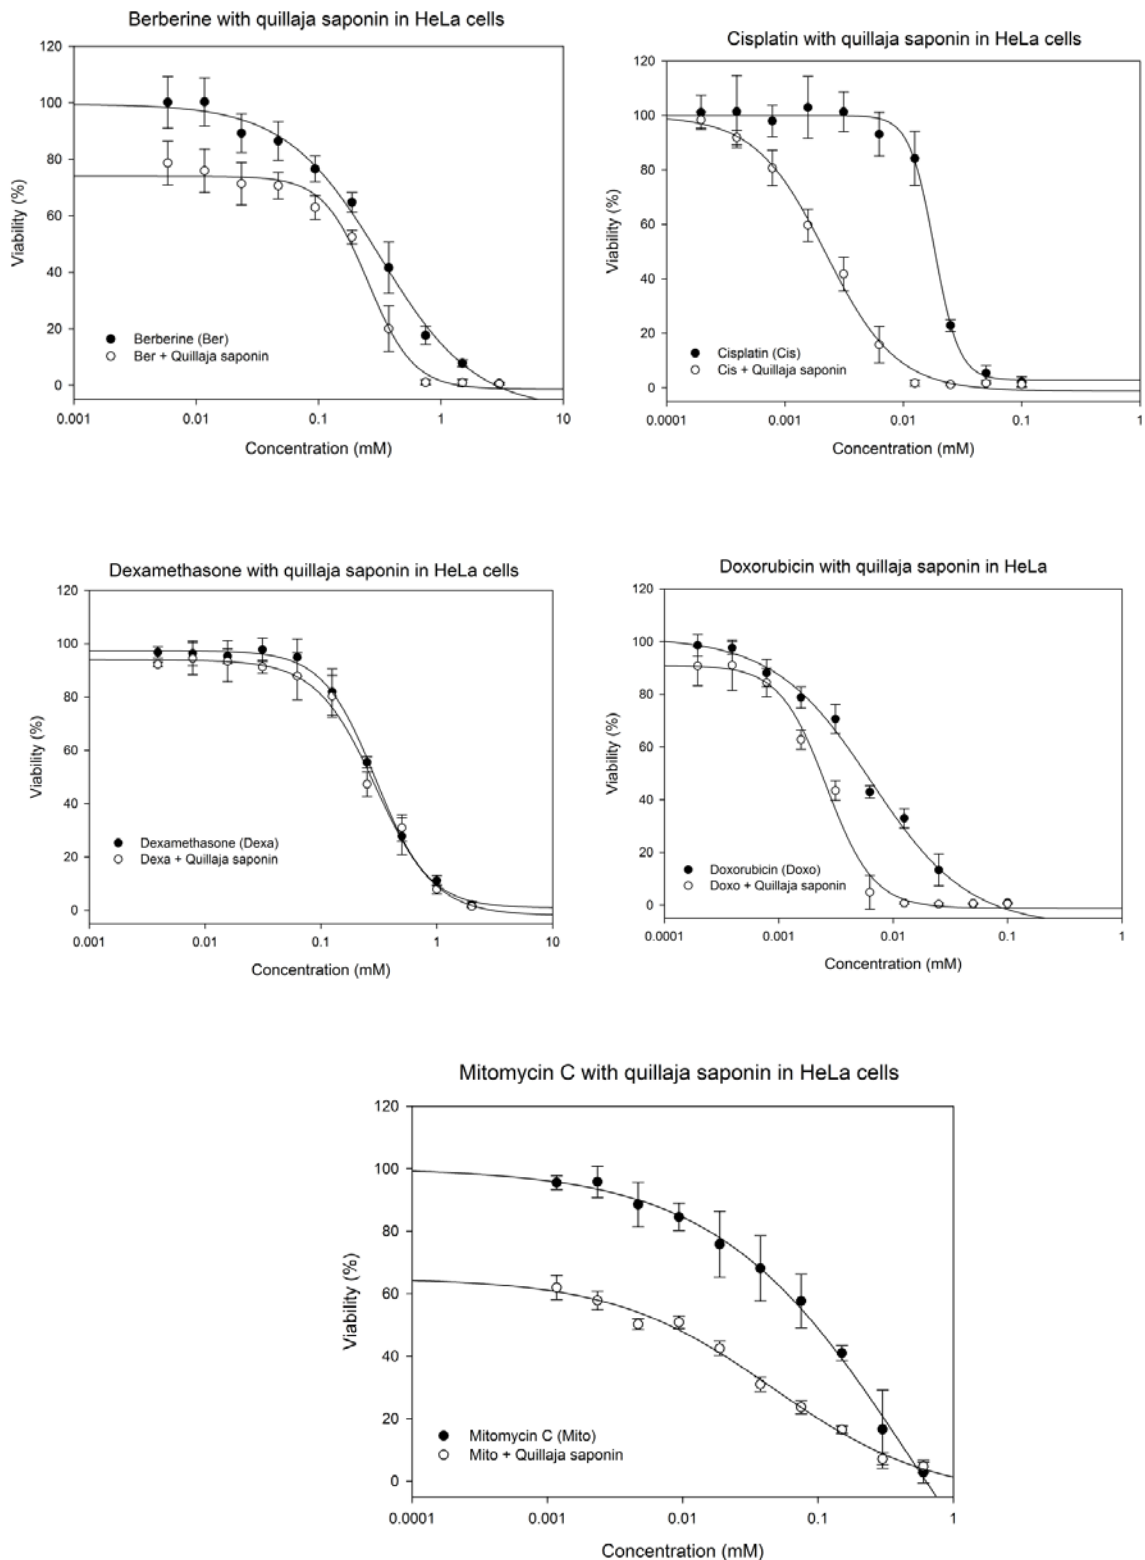 Berberine with quillaja saponin in HeLa cells
120
100
80
60
40
20
0
Viability (%)
Berberine (Ber)
Ber + Quillaja saponin
0.001
0.01
0.1
1
10
Concentration (mM)
Cisplatin with quillaja saponin in HeLa cells
120
100
80
60
40
20
0
Viability (%)
Cisplatin (Cis)
Cis + Quillaja saponin
0.0001
0.001
0.01
0.1
1
Concentration (mM)
Dexamethasone with quillaja saponin in HeLa cells
120
100
80
60
40
20
0
Viability (%)
Dexamethasone (Dexa)
Dexa + Quillaja saponin
0.001
0.01
0.1
1
10
Concentration (mM)
Doxorubicin with quillaja saponin in HeLa
120
100
80
60
40
20
0
Viability (%)
Doxorubicin (Doxo)
Doxo + Quillaja saponin
0.0001
0.001
0.01
0.1
1
Concentration (mM)
Mitomycin C with quillaja saponin in HeLa cells
120
100
80
60
40
20
0
Viability (%)
Mitomycin C (Mito)
Mito + Quillaja saponin
0.0001
0.001
0.01
0.1
1
Concentration (mM)